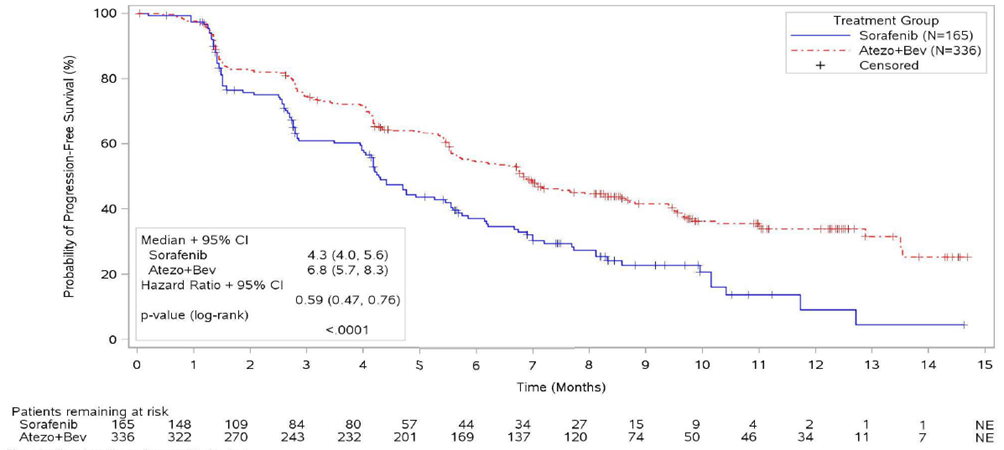 Treatment Group
Sorafenib (N=165)
Atezo+Bev (N=336)
Censored
Probability of Progression-Free Survival (%)
100
80
60
40
20
0
Median + 95% CI
Sorafenib 4.3 (4.0, 5.6)
Atezo+Bev 6.8 (5.7, 8.3)
Hazard Ratio + 95% CI
0.59 (0.47, 0.76)
p-value (log-rank)
<.0001
0 1 2 3 4 5 6 7 8 9 10 11 12 13 14 15
Time (Months)
Patients remaining at risk
Sorafenib 165 148 109 84 80 57 44 34 27 15 9 4 2 1 1 NE
Atezo+Bev 336 322 270 243 232 201 169 137 120 74 50 46 34 11 7 NE